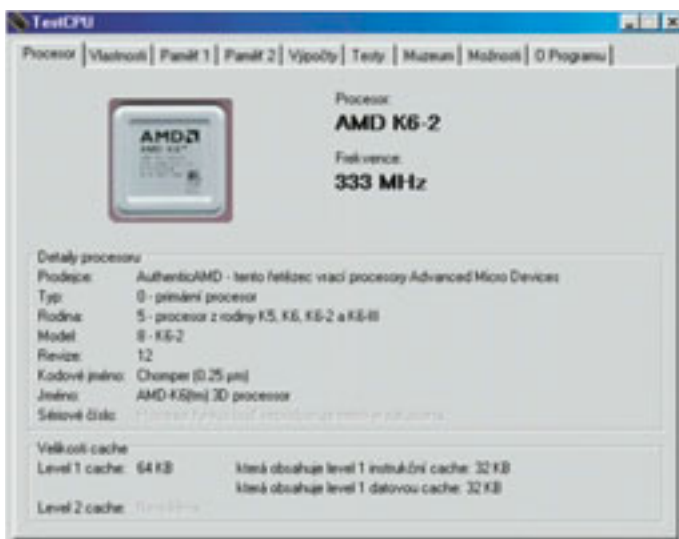 TestCPU
Procesor Vlastnosti Paměť 1 Paměť 2 Výpočty Testy Muzeum Možnosti O Programu
AMD
Procesor:
AMD K6-2
Frekvence:
333 MHz
Detaily procesoru
Prodejce: AuthenticAMD - tento řetězec vrací procesory Advanced Micro Devices
Typ: 0 - primární procesor
Rodina: 5 - procesor z rodiny K5, K6, K6-2 a K6-III
Model: 8 - K6-2
Revize: 12
Kodové jméno: Chomper (0.25 µm)
Jméno: AMD-K6(tm) 3D processor
Sériové číslo:
Velikosti cache
Level 1 cache: 64 KB která obsahuje level 1 instrukční cache: 32 KB
která obsahuje level 1 datovou cache: 32 KB
Level 2 cache: